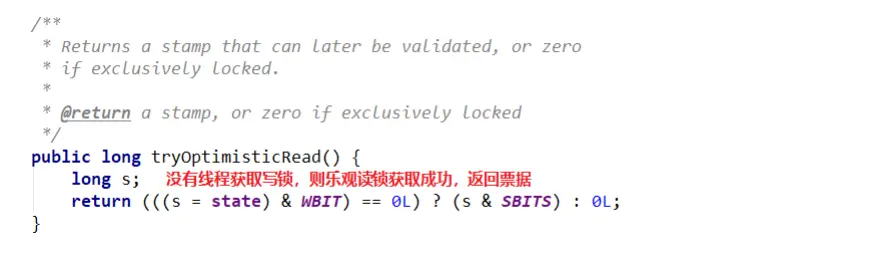 /**
 * Returns a stamp that can later be validated, or zero
 * if exclusively locked.
 *
 * @return a stamp, or zero if exclusively locked
 */
public long tryOptimisticRead() {
    long s; 没有线程获取写锁，则乐观读锁获取成功，返回票据
    return (((s = state) & WBIT) == 0L) ? (s & SBITS) : 0L;
}